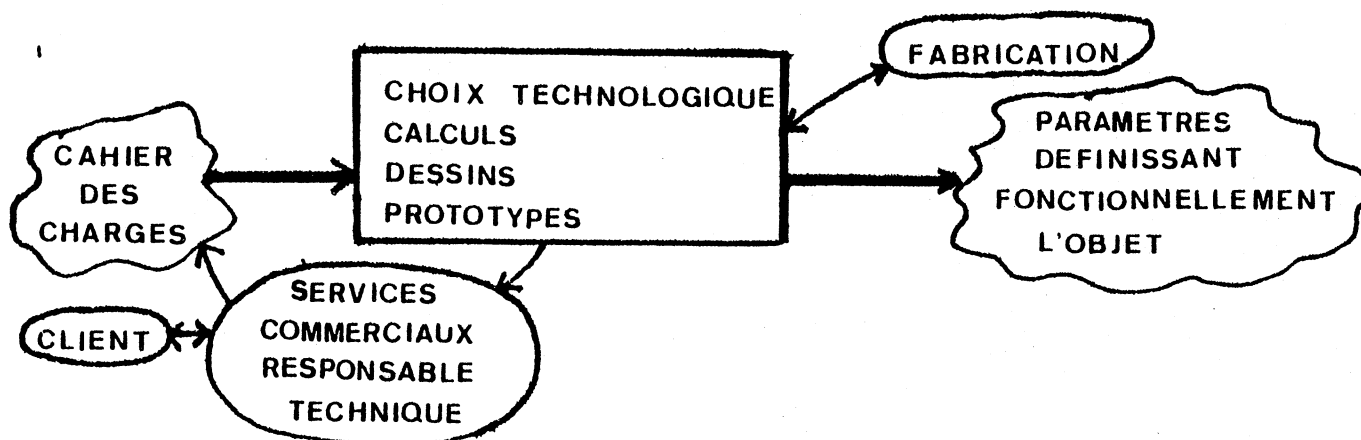 FABRICATION
CHOIX TECHNOLOGIQUE
CALCULS
DESSINS
PROTOTYPES
CAHIER
DES
CHARGES
PARAMETRES
DEFINISSANT
FONCTIONNELLEMENT
L'OBJET
CLIENT
SERVICES
COMMERCIAUX
RESPONSABLE
TECHNIQUE